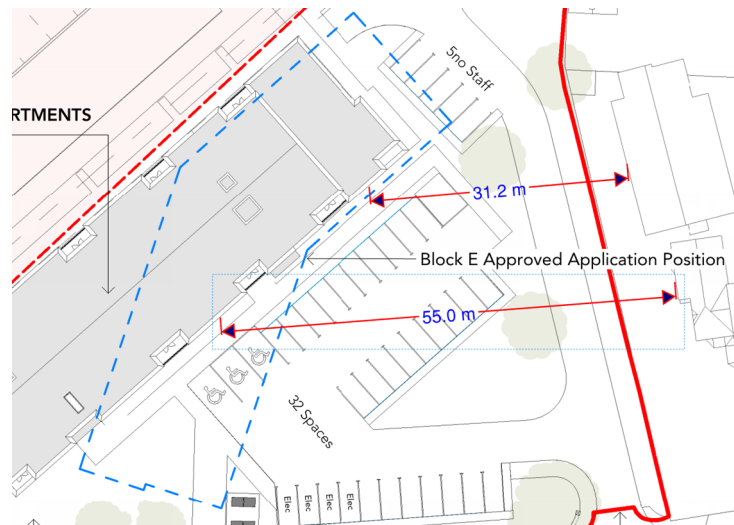 5no Staff
RTMENTS
31.2 m
Block E Approved Application Position
55.0 m
32 Spaces
Elec
Elec
Elec
Elec